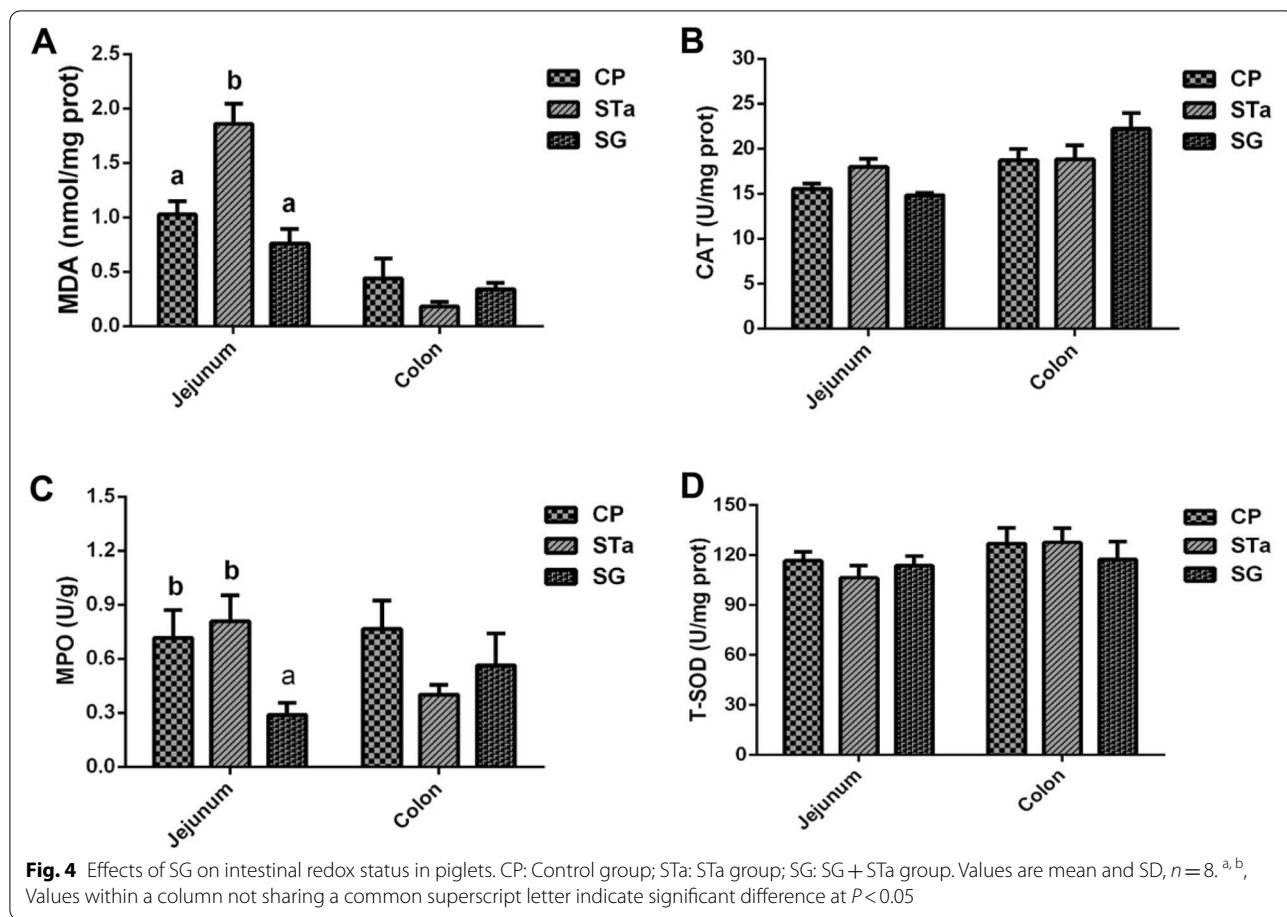 A
MDA (nmol/mg prot)
2.5
2.0
1.5
1.0
0.5
0.0
a
b
a
Jejunum
Colon
CP
STa
SG
B
CAT (U/mg prot)
30
25
20
15
10
5
0
Jejunum
Colon
CP
STa
SG
C
MPO (U/g)
1.5
1.2
0.9
0.6
0.3
0.0
b
b
a
Jejunum
Colon
CP
STa
SG
D
T-SOD (U/mg prot)
150
120
90
60
30
0
Jejunum
Colon
CP
STa
SG
Fig. 4 Effects of SG on intestinal redox status in piglets. CP: Control group; STa: STa group; SG: SG + STa group. Values are mean and SD, n = 8. a, b,
Values within a column not sharing a common superscript letter indicate significant difference at P < 0.05